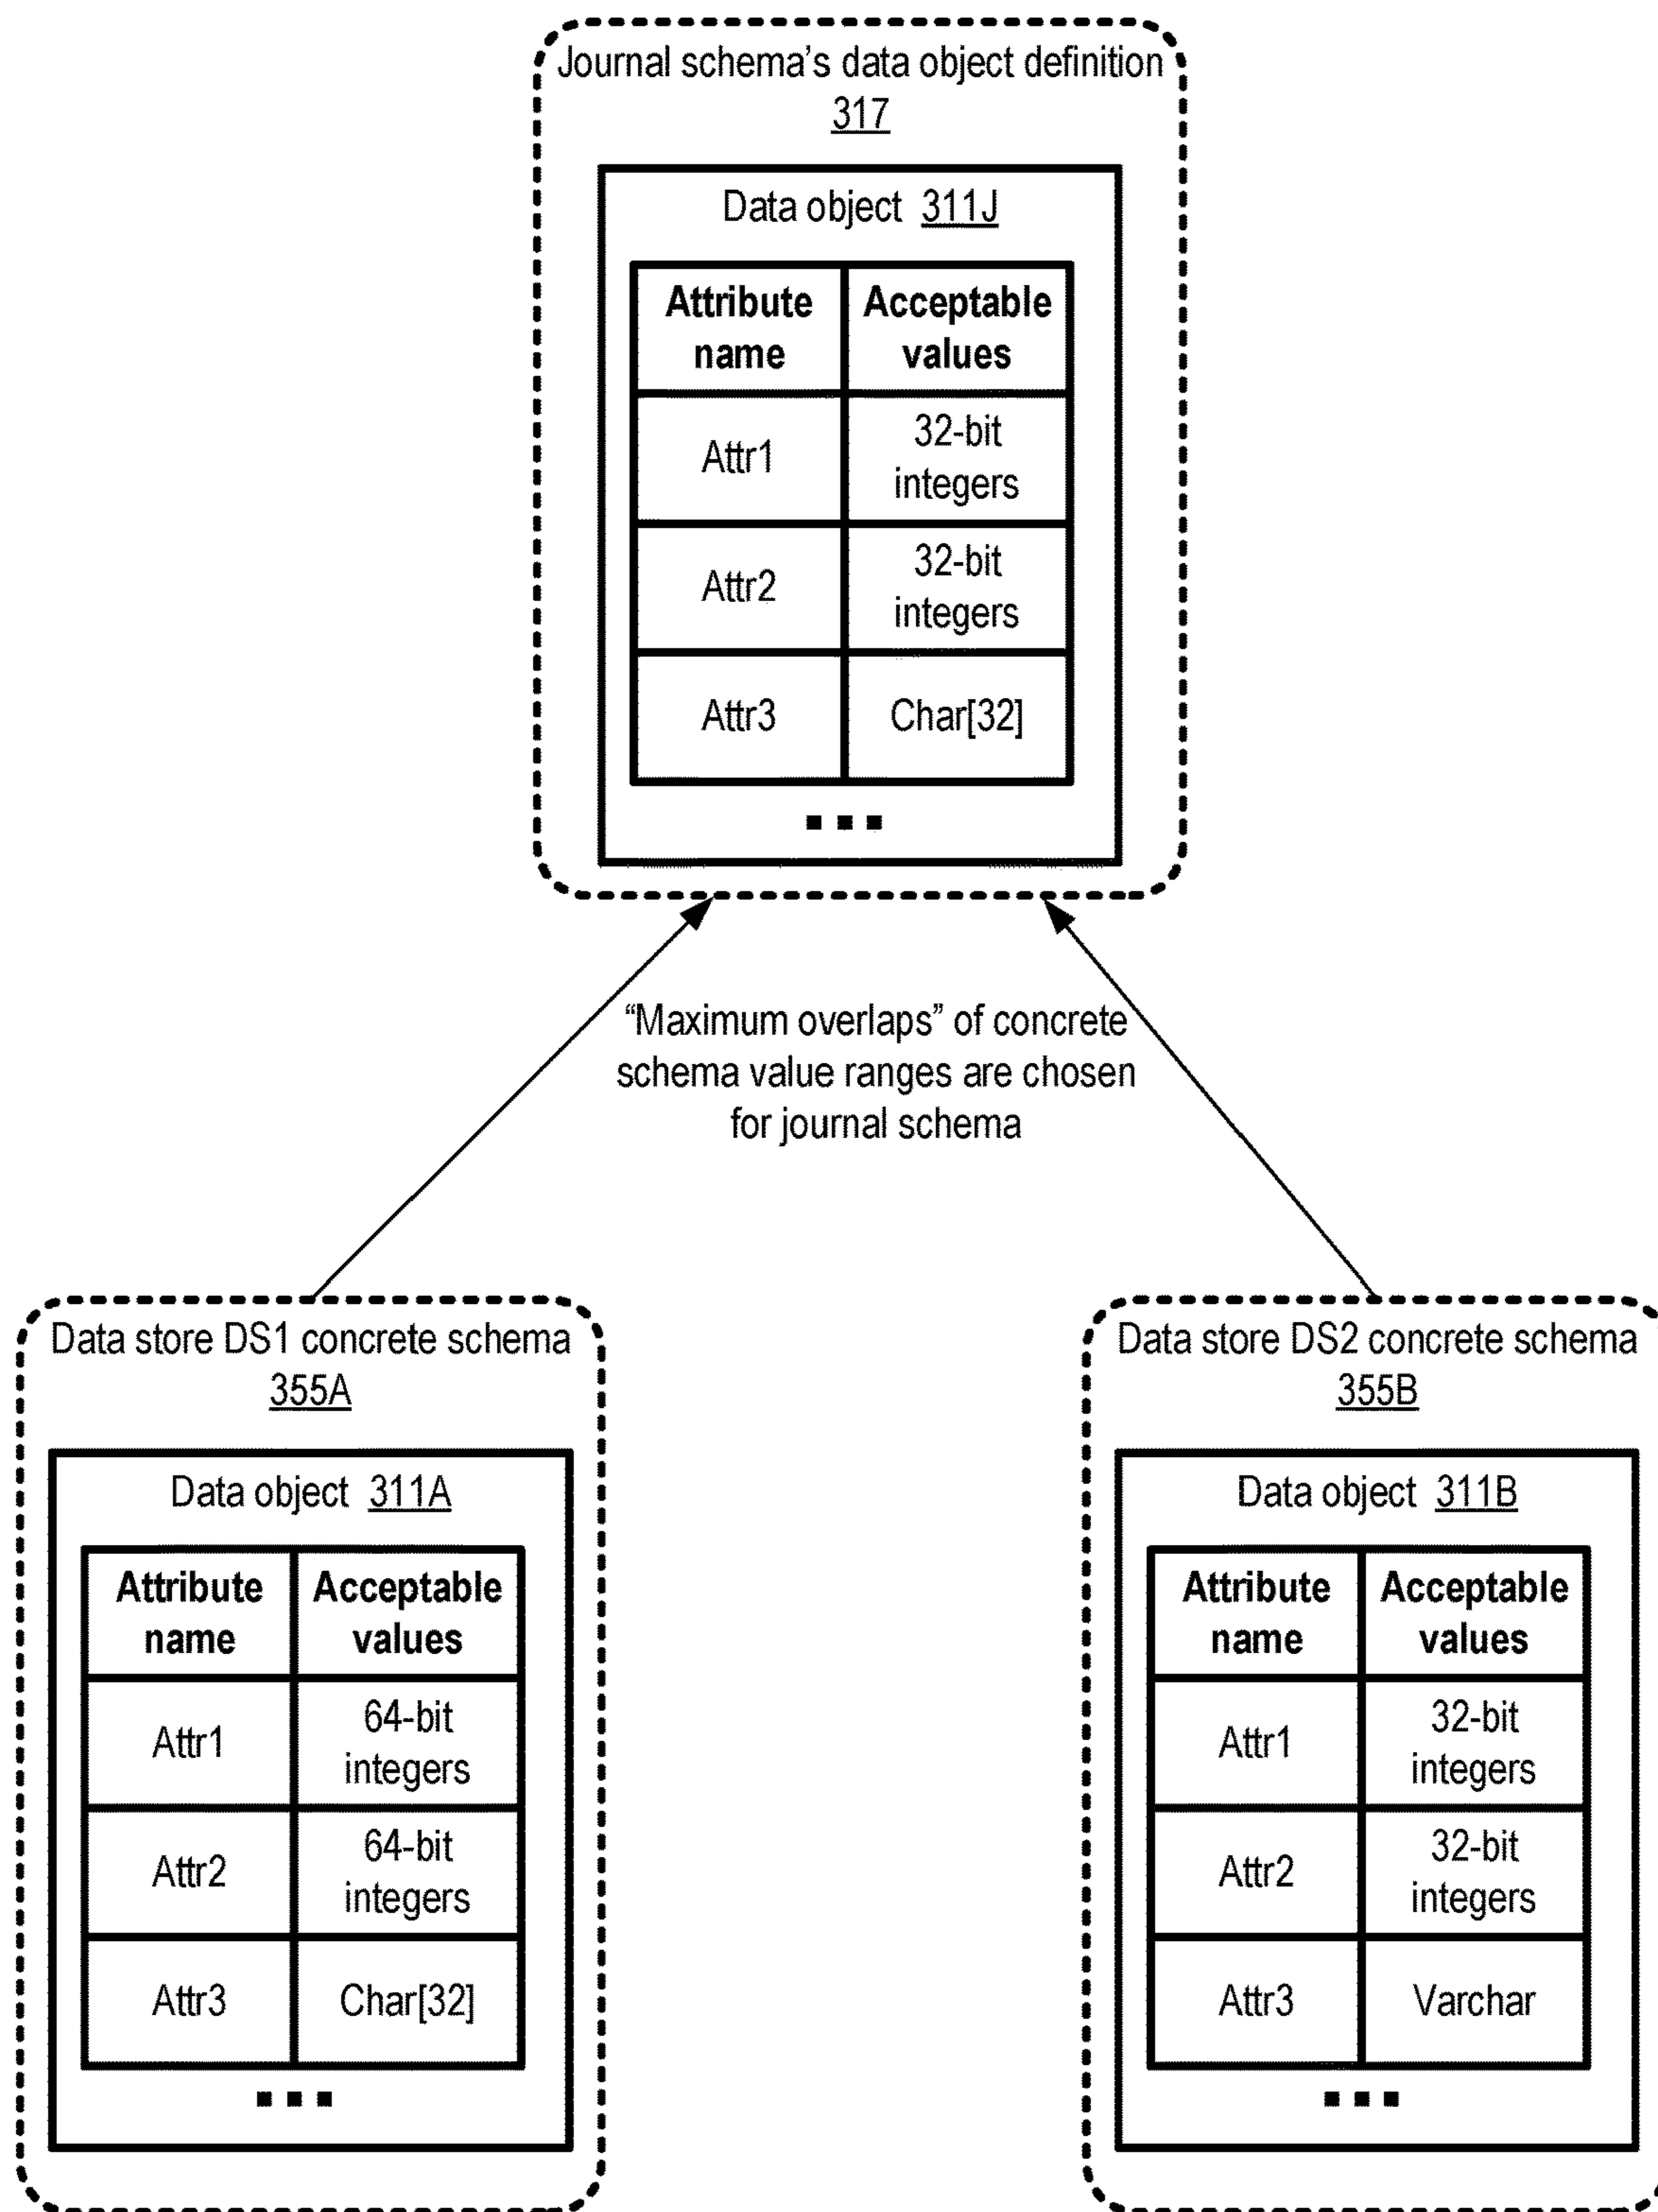 Journal schema’s data object definition
317
Data object 311J
Attribute name Acceptable values
Attr1 32-bit integers
Attr2 32-bit integers
Attr3 Char[32]
“Maximum overlaps” of concrete
schema value ranges are chosen
for journal schema
Data store DS1 concrete schema
355A
Data object 311A
Attribute name Acceptable values
Attr1 64-bit integers
Attr2 64-bit integers
Attr3 Char[32]
Data store DS2 concrete schema
355B
Data object 311B
Attribute name Acceptable values
Attr1 32-bit integers
Attr2 32-bit integers
Attr3 Varchar